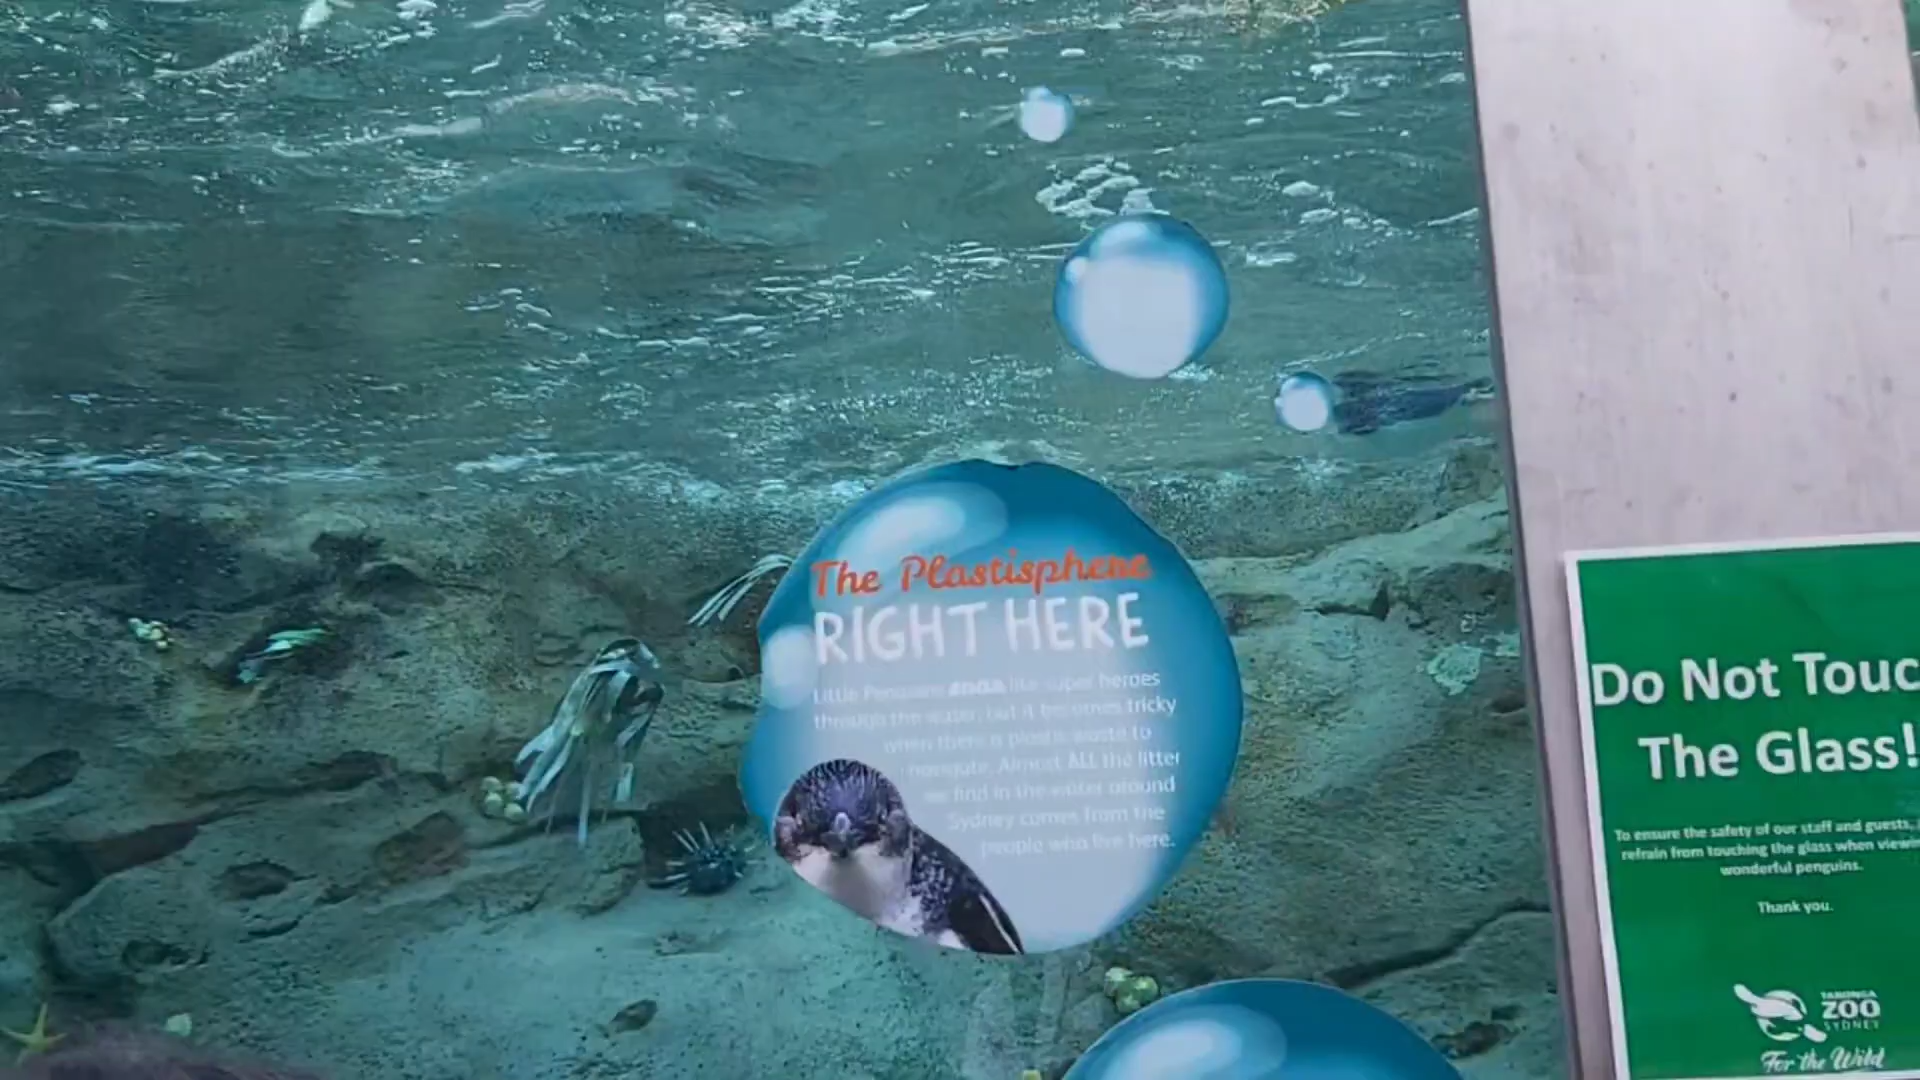 The Plastisphere
RIGHT HERE
Little Penguins zoom like super heroes
through the water, but it becomes tricky
when there is plastic waste to
navigate. Almost ALL the litter
we find in the water around
Sydney comes from the
people who live here.
Do Not Touc
The Glass!
To ensure the safety of our staff and guests,
refrain from touching the glass when viewin
wonderful penguins.
Thank you.
TARONGA
ZOO
SYDNEY
For the Wild